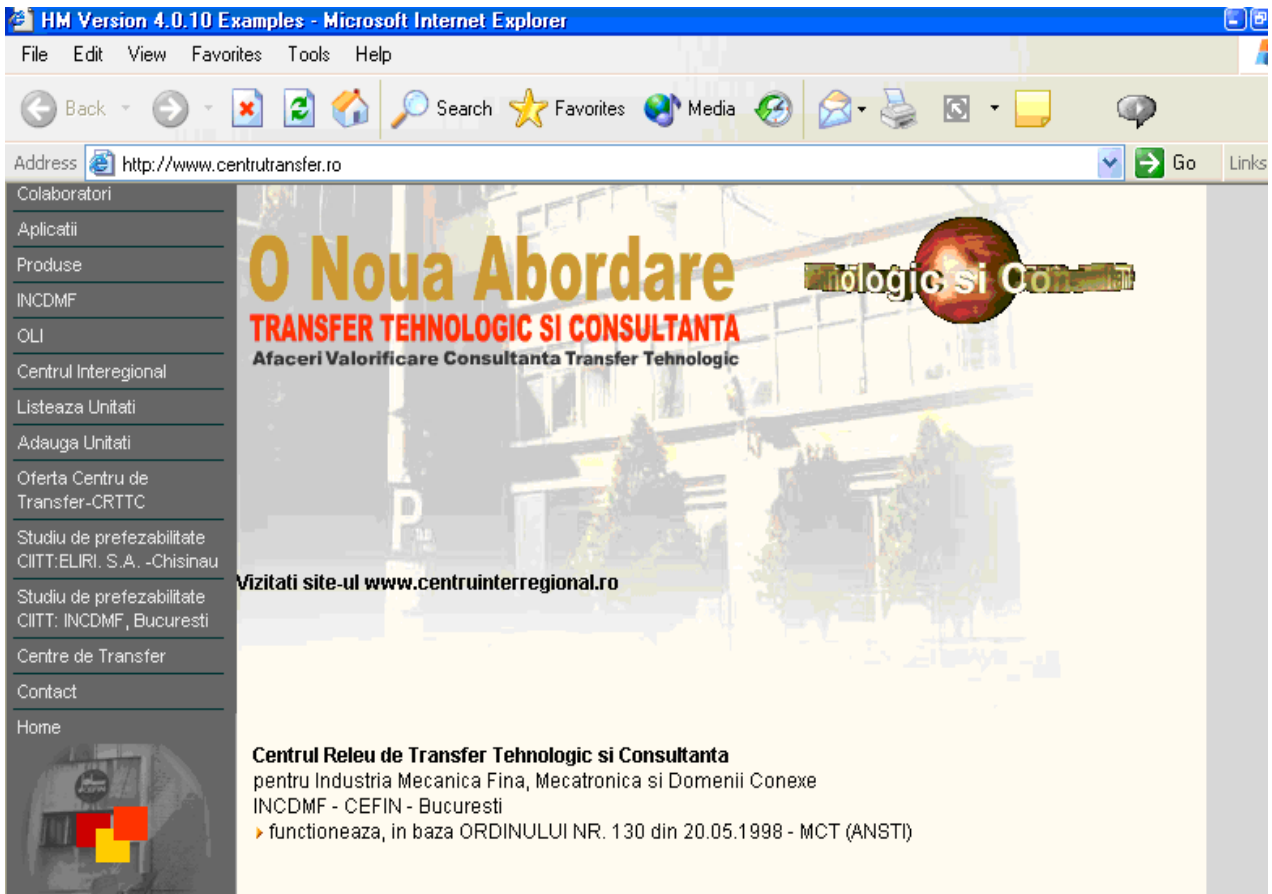 HM Version 4.0.10 Examples - Microsoft Internet Explorer
File Edit View Favorites Tools Help
Back Search Favorites Media
Address http://www.centrutransfer.ro Go Links
Colaboratori
Aplicatii
Produse
INCDMF
OLI
Centrul Interegional
Listeaza Unitati
Adauga Unitati
Oferta Centru de
Transfer-CRTTC
Studiu de prefezabilitate
CIITT:ELIRI. S.A. -Chisinau
Studiu de prefezabilitate
CIITT: INCDMF, Bucuresti
Centre de Transfer
Contact
Home
O Noua Abordare
TRANSFER TEHNOLOGIC SI CONSULTANTA
Afaceri Valorificare Consultanta Transfer Tehnologic
si
P
Vizitati site-ul www.centruinterregional.ro
Centrul Releu de Transfer Tehnologic si Consultanta
pentru Industria Mecanica Fina, Mecatronica si Domenii Conexe
INCDMF - CEFIN - Bucuresti
functioneaza, in baza ORDINULUI NR. 130 din 20.05.1998 - MCT (ANSTI)